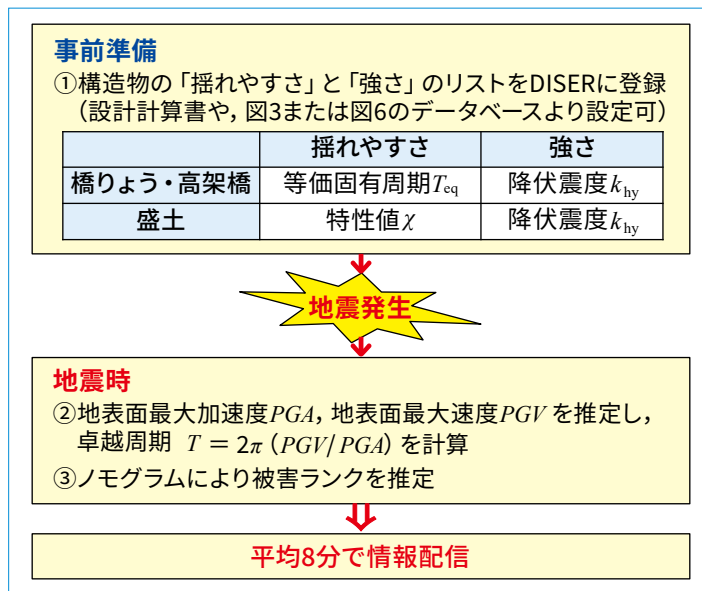 事前準備
①構造物の「揺れやすさ」と「強さ」のリストをDISERに登録
（設計計算書や，図3または図6のデータベースより設定可）
揺れやすさ 強さ
橋りょう・高架橋 等価固有周期Teq 降伏震度khy
盛土 特性値χ 降伏震度khy
地震発生
地震時
②地表面最大加速度PGA，地表面最大速度PGVを推定し，
卓越周期 T = 2π（PGV/PGA）を計算
③ノモグラムにより被害ランクを推定
平均8分で情報配信